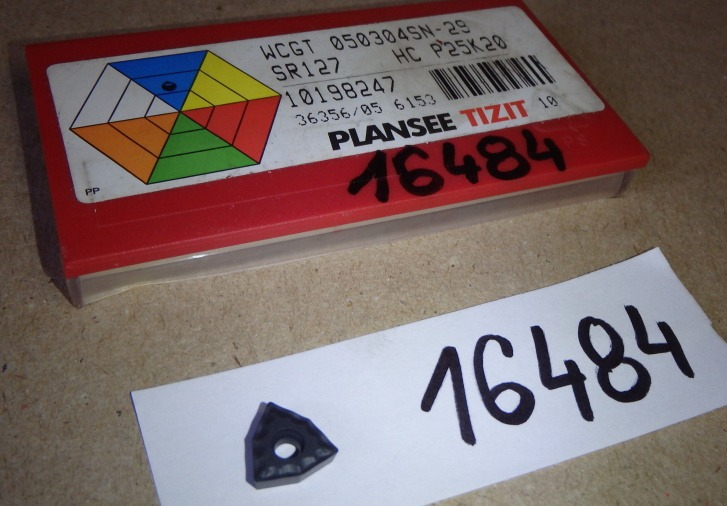 WCGT 050304SN-29
SR127 HC P25K20
10198247
36356/05 6153
PLANSEE TIZIT 10
PP
16484
16484